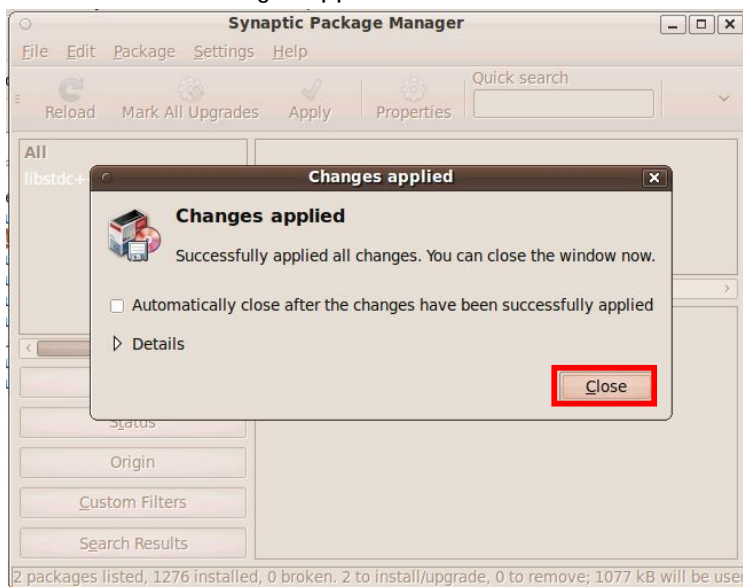 Synaptic Package Manager
File Edit Package Settings Help
Quick search
Reload Mark All Upgrades Apply Properties
All
libstdc+
Changes applied
Changes applied
Successfully applied all changes. You can close the window now.
Automatically close after the changes have been successfully applied
Details
Close
Status
Origin
Custom Filters
Search Results
2 packages listed, 1276 installed, 0 broken. 2 to install/upgrade, 0 to remove; 1077 kB will be use